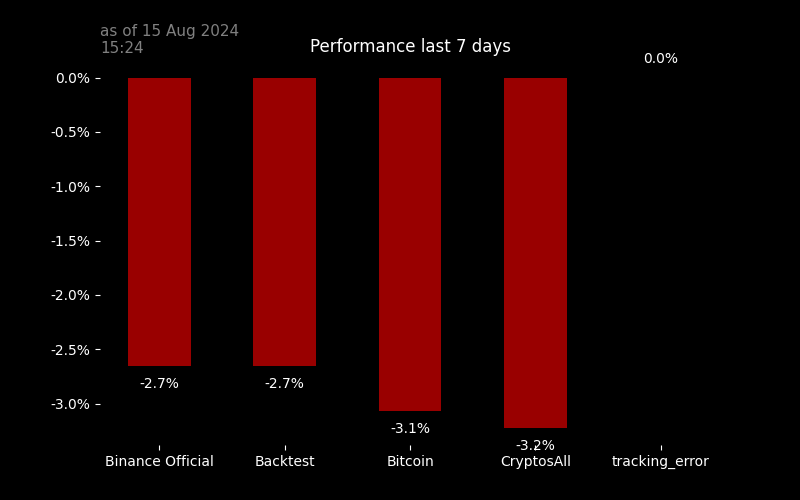 as of 15 Aug 2024
15:24
Performance last 7 days
0.0%
0.0%
-0.5%
-1.0%
-1.5%
-2.0%
-2.5%
-3.0%
-2.7%
-2.7%
-3.1%
-3.2%
Binance Official
Backtest
Bitcoin
CryptosAll
tracking_error